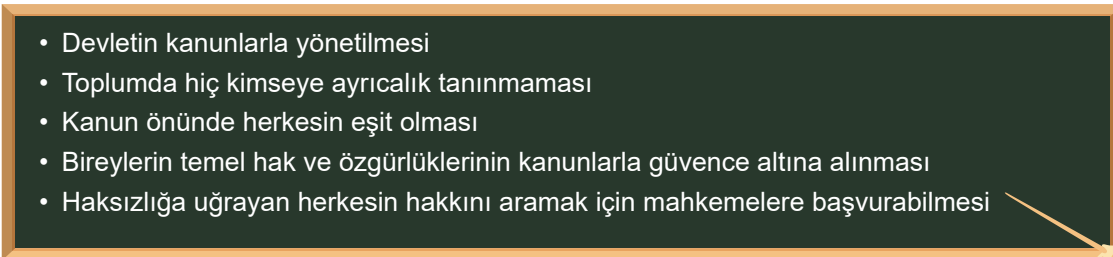 • Devletin kanunlarla yönetilmesi
• Toplumda hiç kimseye ayrıcalık tanınmaması
• Kanun önünde herkesin eşit olması
• Bireylerin temel hak ve özgürlüklerinin kanunlarla güvence altına alınması
• Haksızlığa uğrayan herkesin hakkını aramak için mahkemelere başvurabilmesi